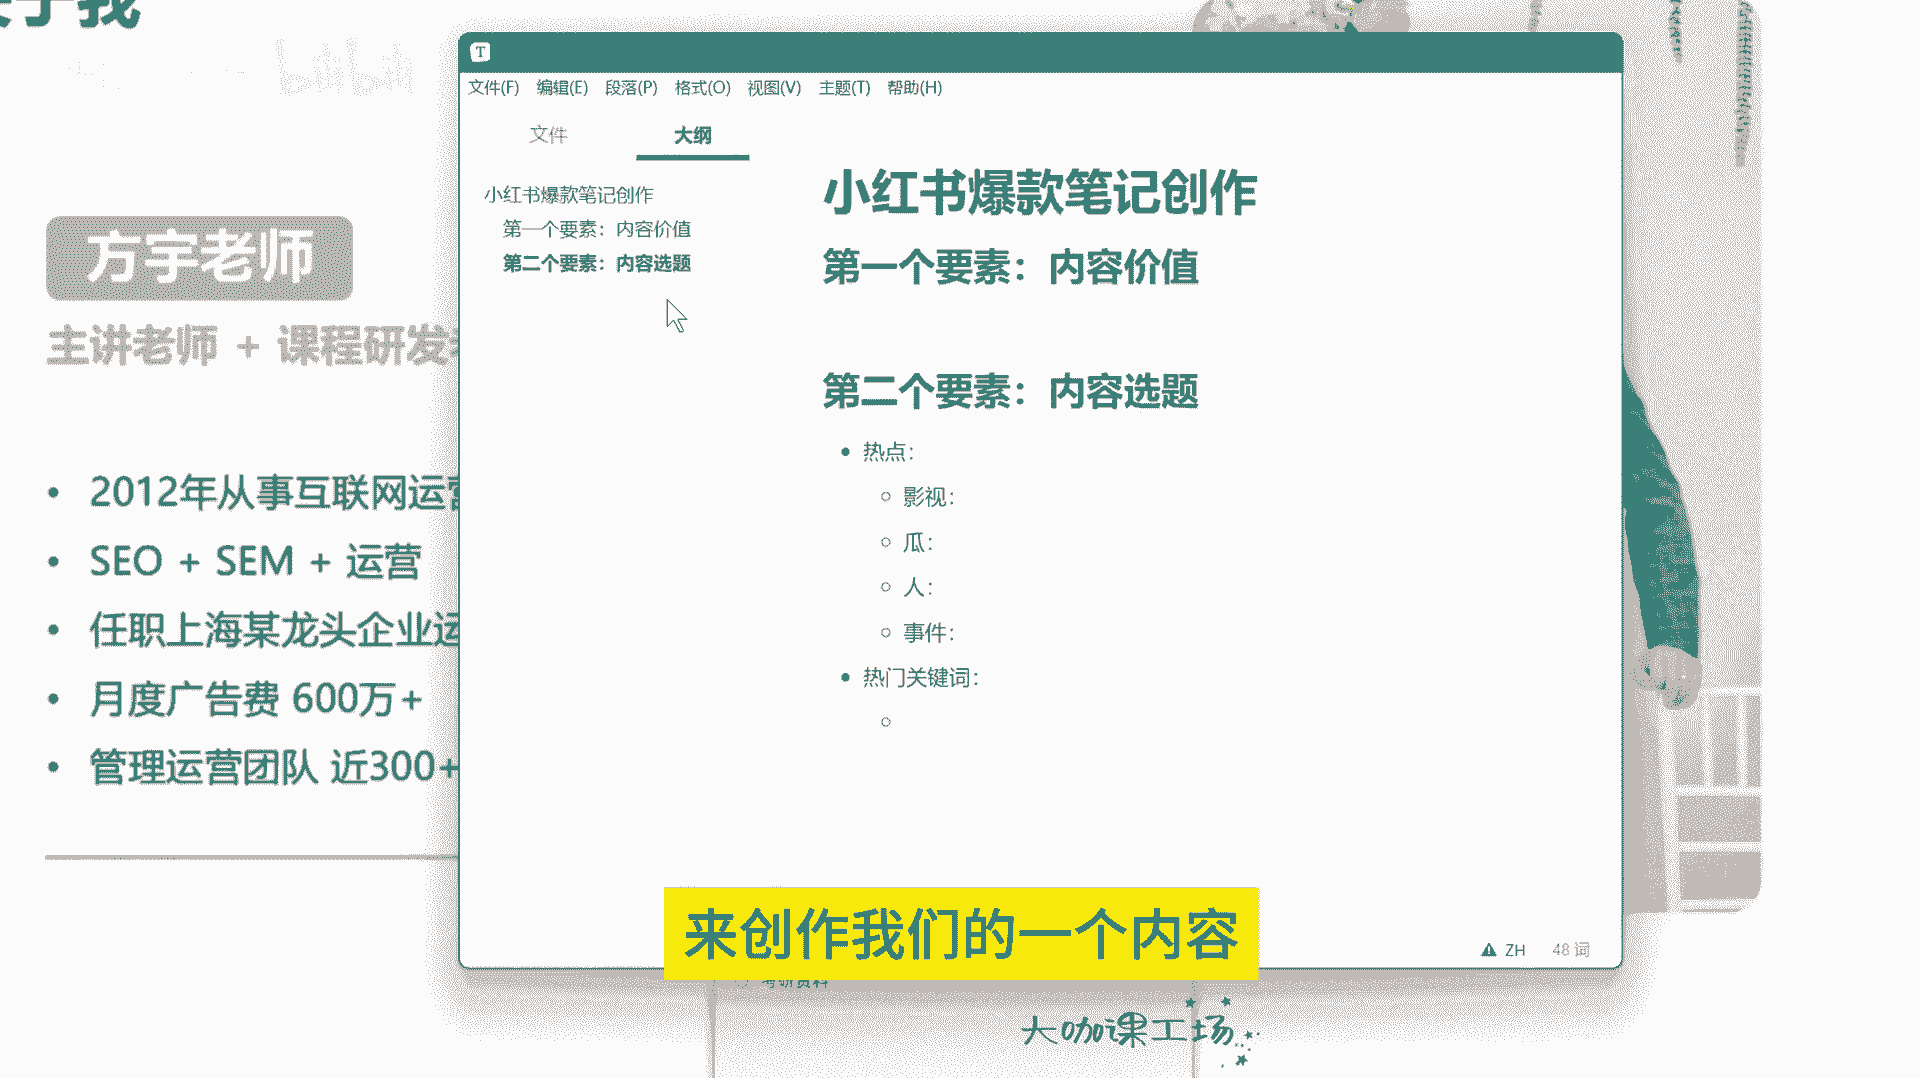 bilibili
方宇老师
主讲老师 + 课程研发
2012年从事互联网运营
SEO + SEM + 运营
任职上海某龙头企业运
月度广告费 600万+
管理运营团队 近300+
T
文件(F) 编辑(E) 段落(P) 格式(O) 视图(V) 主题(T) 帮助(H)
文件 大纲
小红书爆款笔记创作
第一个要素：内容价值
第二个要素：内容选题
小红书爆款笔记创作
第一个要素：内容价值
第二个要素：内容选题
热点：
影视：
瓜：
人：
事件：
热门关键词：
ZH 48 词
来创作我们的一个内容
考研资料
大咖课工场